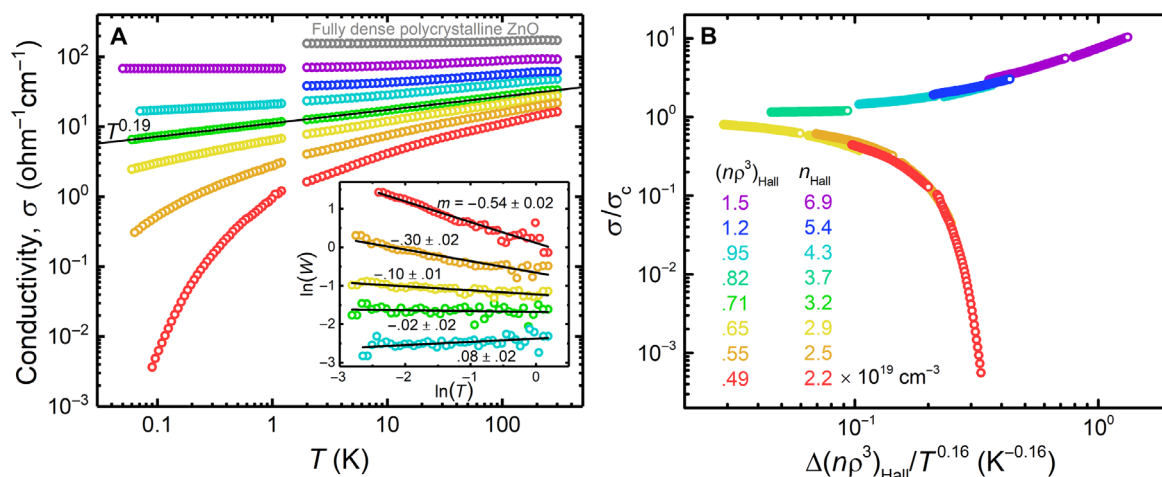 A
Fully dense polycrystalline ZnO
Conductivity, σ (ohm⁻¹cm⁻¹)
10³
10²
10¹
10⁰
10⁻¹
10⁻²
10⁻³
T^0.19
0.1
1
10
100
T (K)
ln(w)
1
0
−1
−2
−3
m = −0.54 ± 0.02
−.30 ± .02
−.10 ± .01
−.02 ± .02
.08 ± .02
−3
−2
−1
0
ln(T)
B
σ/σc
10¹
10⁰
10⁻¹
10⁻²
10⁻³
(nρ³)Hall nHall
1.5 6.9
1.2 5.4
.95 4.3
.82 3.7
.71 3.2
.65 2.9
.55 2.5
.49 2.2 × 10¹⁹ cm⁻³
10⁻¹
10⁰
Δ(nρ³)Hall/T^0.16 (K^−0.16)